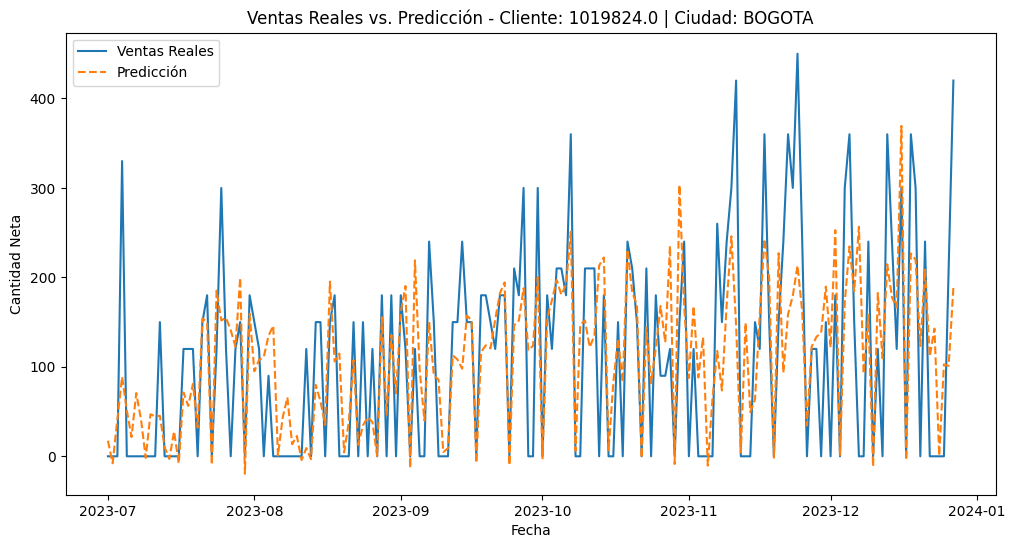 Ventas Reales vs. Predicción - Cliente: 1019824.0 | Ciudad: BOGOTA
Ventas Reales
Predicción
Cantidad Neta
400
300
200
100
0
2023-07
2023-08
2023-09
2023-10
2023-11
2023-12
2024-01
Fecha